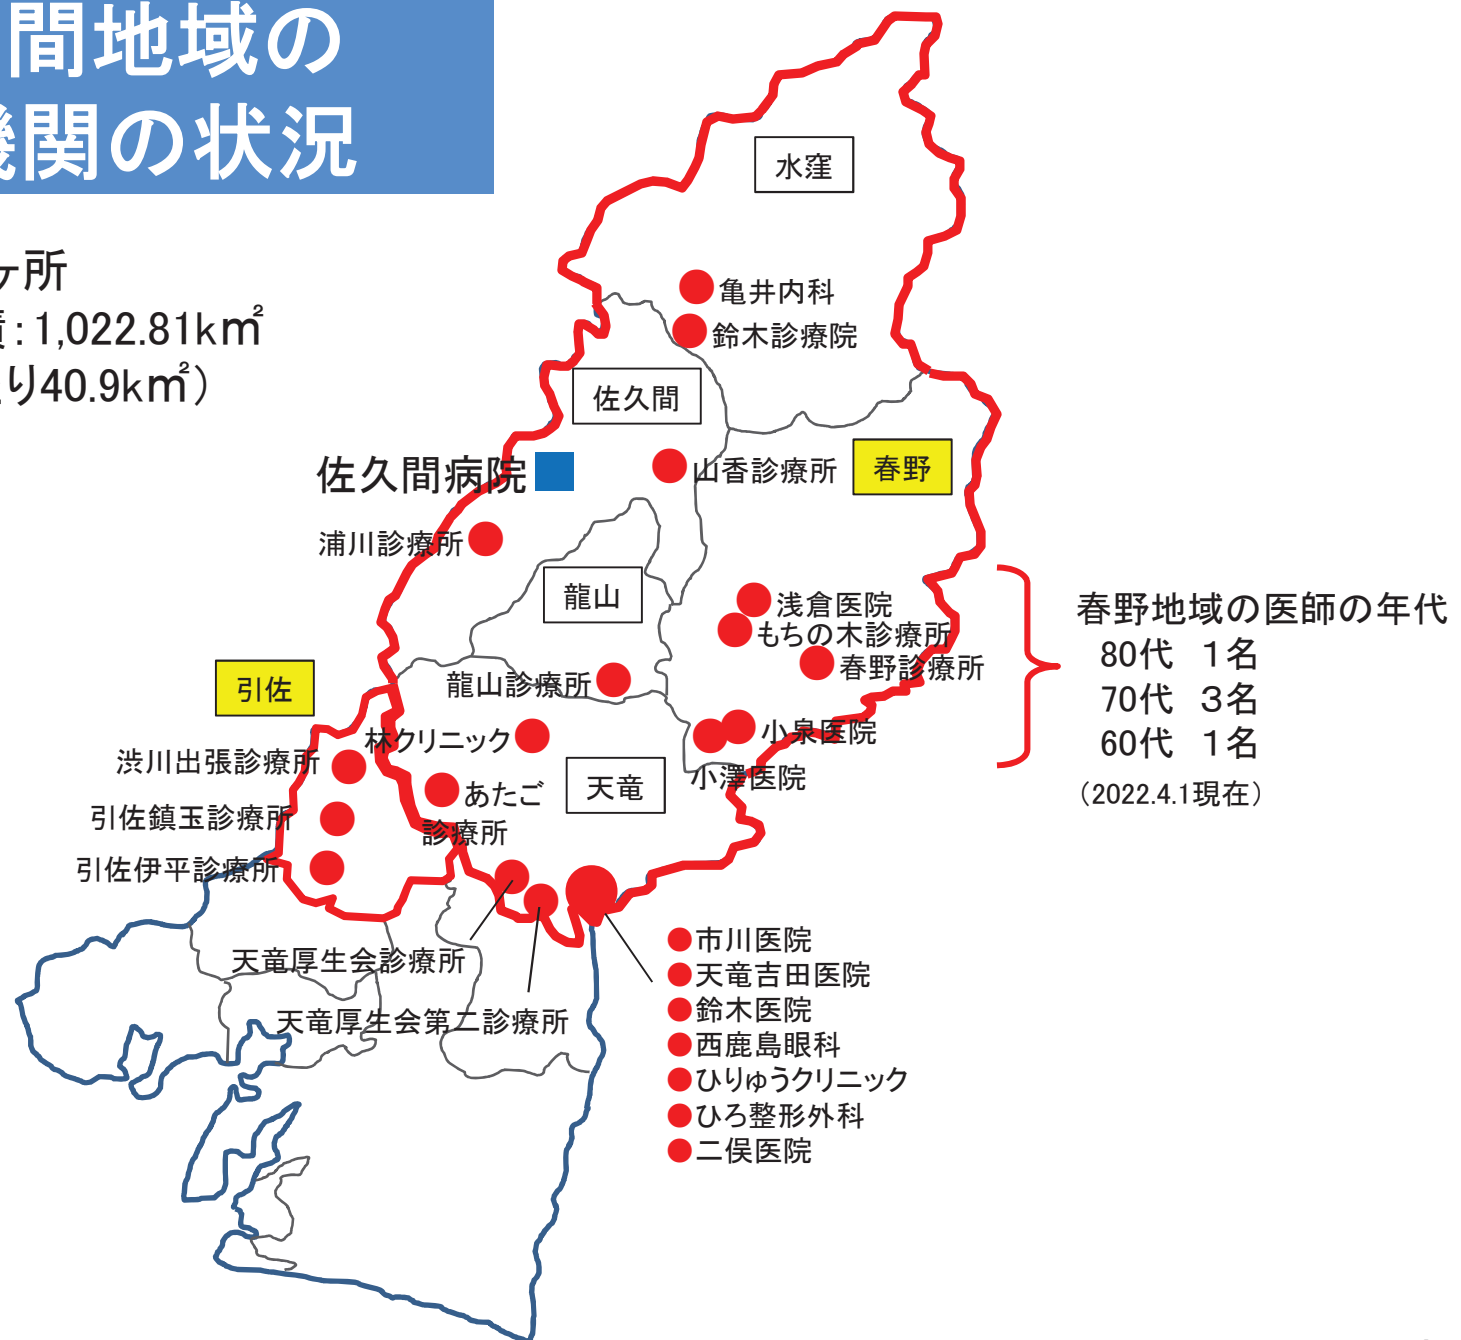 間地域の
機関の状況
ヶ所
積：1,022.81k㎡
たり40.9k㎡）
水窪
亀井内科
鈴木診療院
佐久間
佐久間病院
山香診療所
春野
浦川診療所
龍山
浅倉医院
もちの木診療所
春野診療所
春野地域の医師の年代
80代　1名
70代　3名
60代　1名
（2022.4.1現在）
引佐
龍山診療所
林クリニック
小泉医院
小澤医院
渋川出張診療所
天竜
あたご
診療所
引佐鎮玉診療所
引佐伊平診療所
天竜厚生会診療所
天竜厚生会第二診療所
市川医院
天竜吉田医院
鈴木医院
西鹿島眼科
ひりゅうクリニック
ひろ整形外科
二俣医院